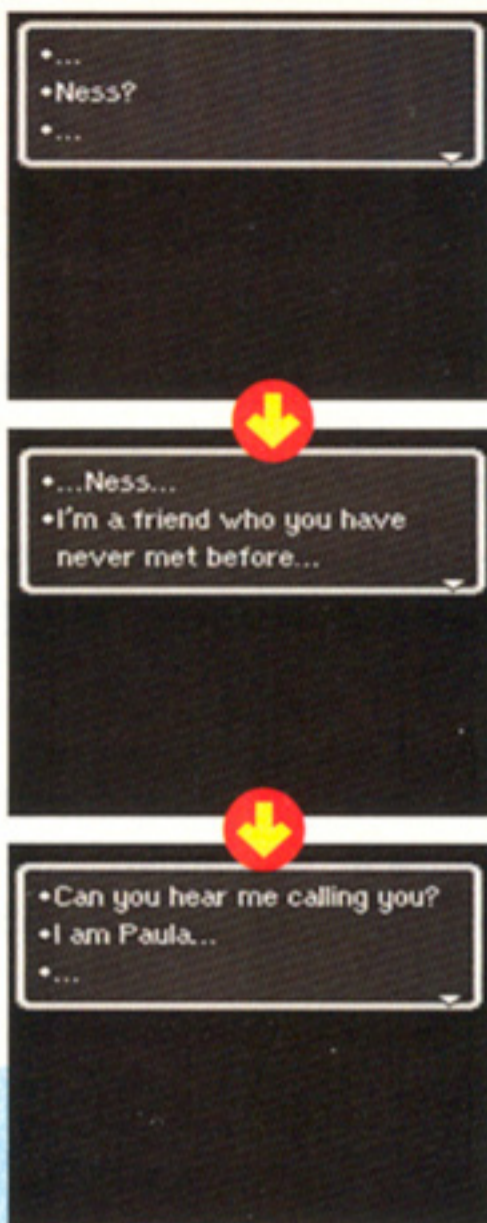 •...
•Ness?
•...
•...Ness...
•I'm a friend who you have
never met before...
•Can you hear me calling you?
•I am Paula...
•...